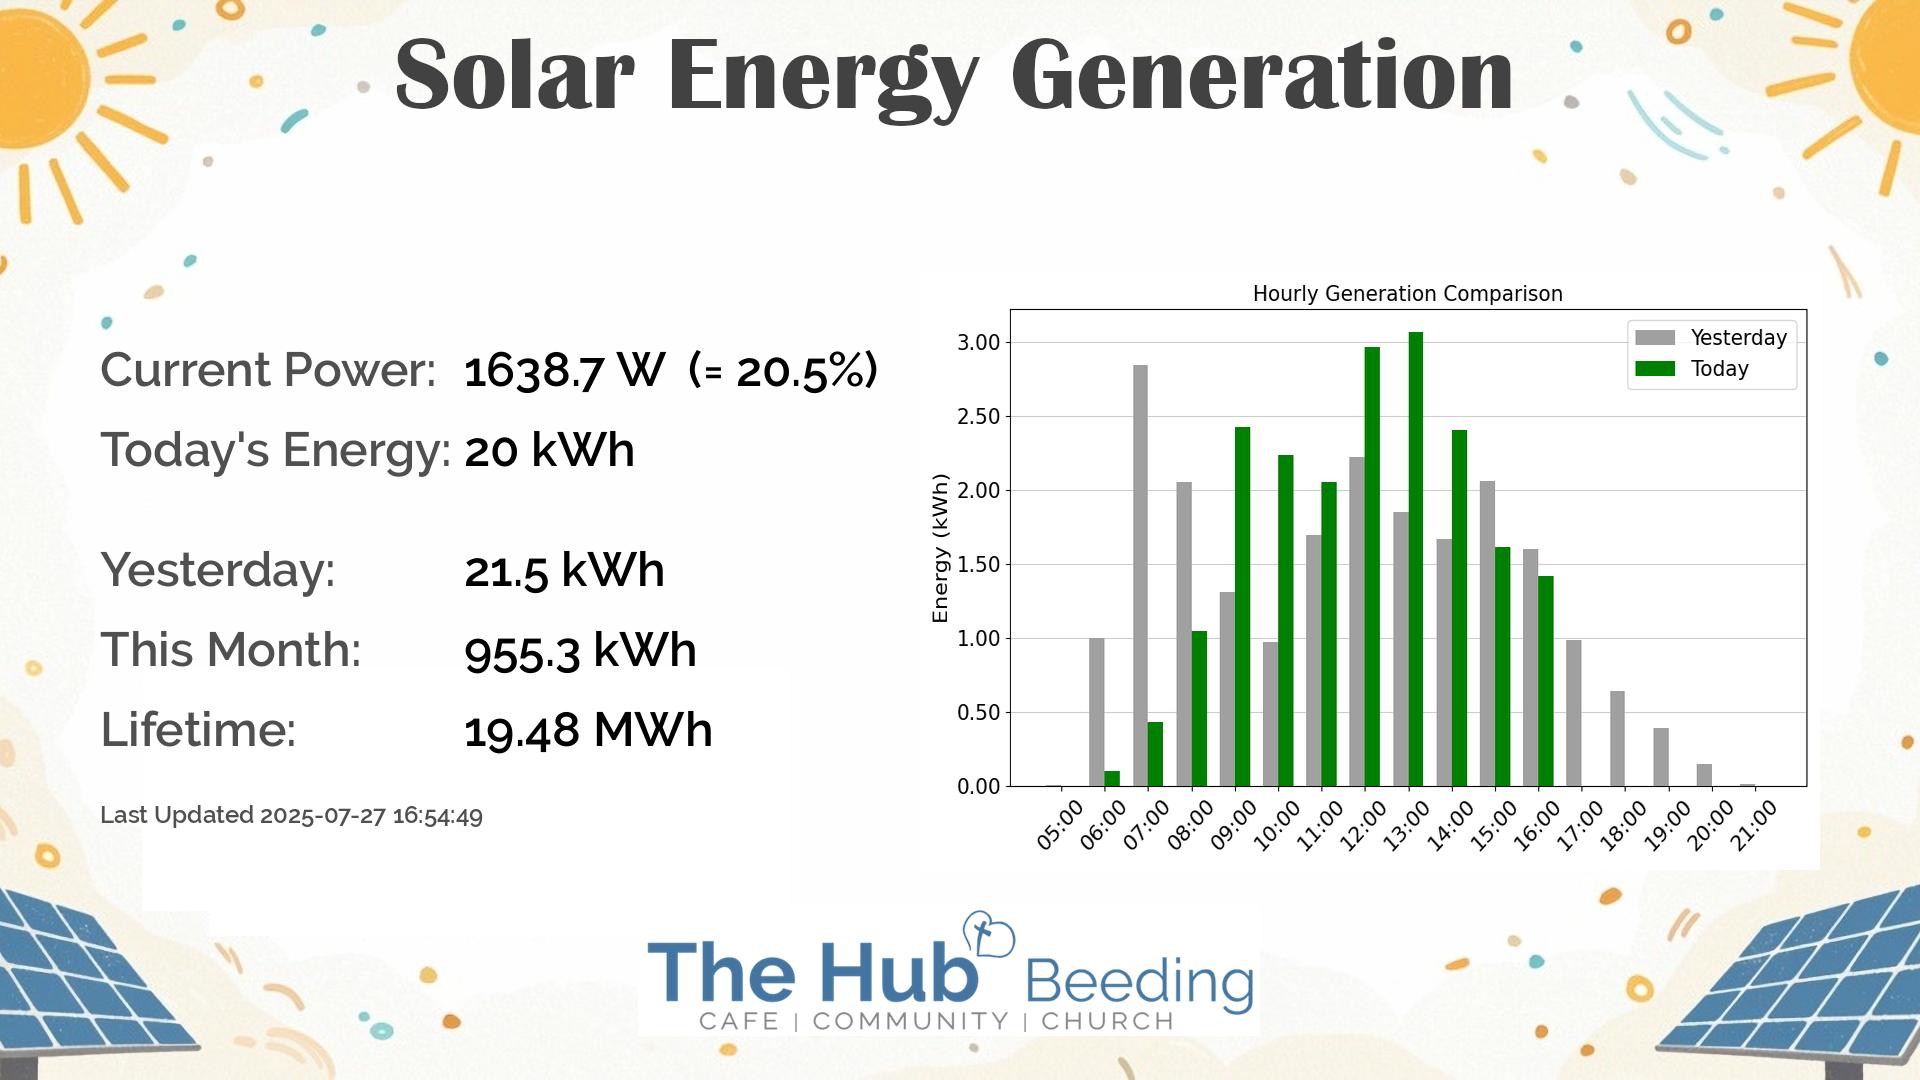 Solar Energy Generation
Current Power: 1638.7 W (= 20.5%)
Today's Energy: 20 kWh
Yesterday: 21.5 kWh
This Month: 955.3 kWh
Lifetime: 19.48 MWh
Last Updated 2025-07-27 16:54:49
Hourly Generation Comparison
Yesterday
Today
Energy (kWh)
3.00
2.50
2.00
1.50
1.00
0.50
0.00
05:00 06:00 07:00 08:00 09:00 10:00 11:00 12:00 13:00 14:00 15:00 16:00 17:00 18:00 19:00 20:00 21:00
The Hub Beeding
CAFE | COMMUNITY | CHURCH